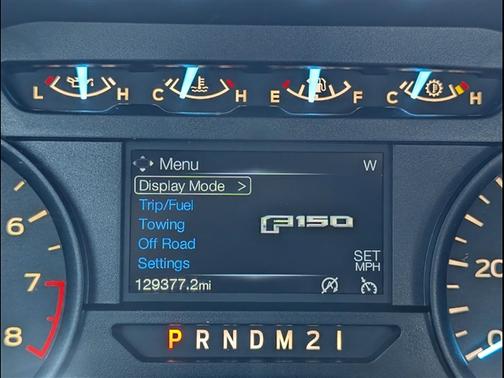 L H C H E F C H
Menu W
Display Mode >
Trip/Fuel
Towing
F150
Off Road
SET
MPH
Settings
129377.2mi
6
7
8
20
0
P R N D M 2 1